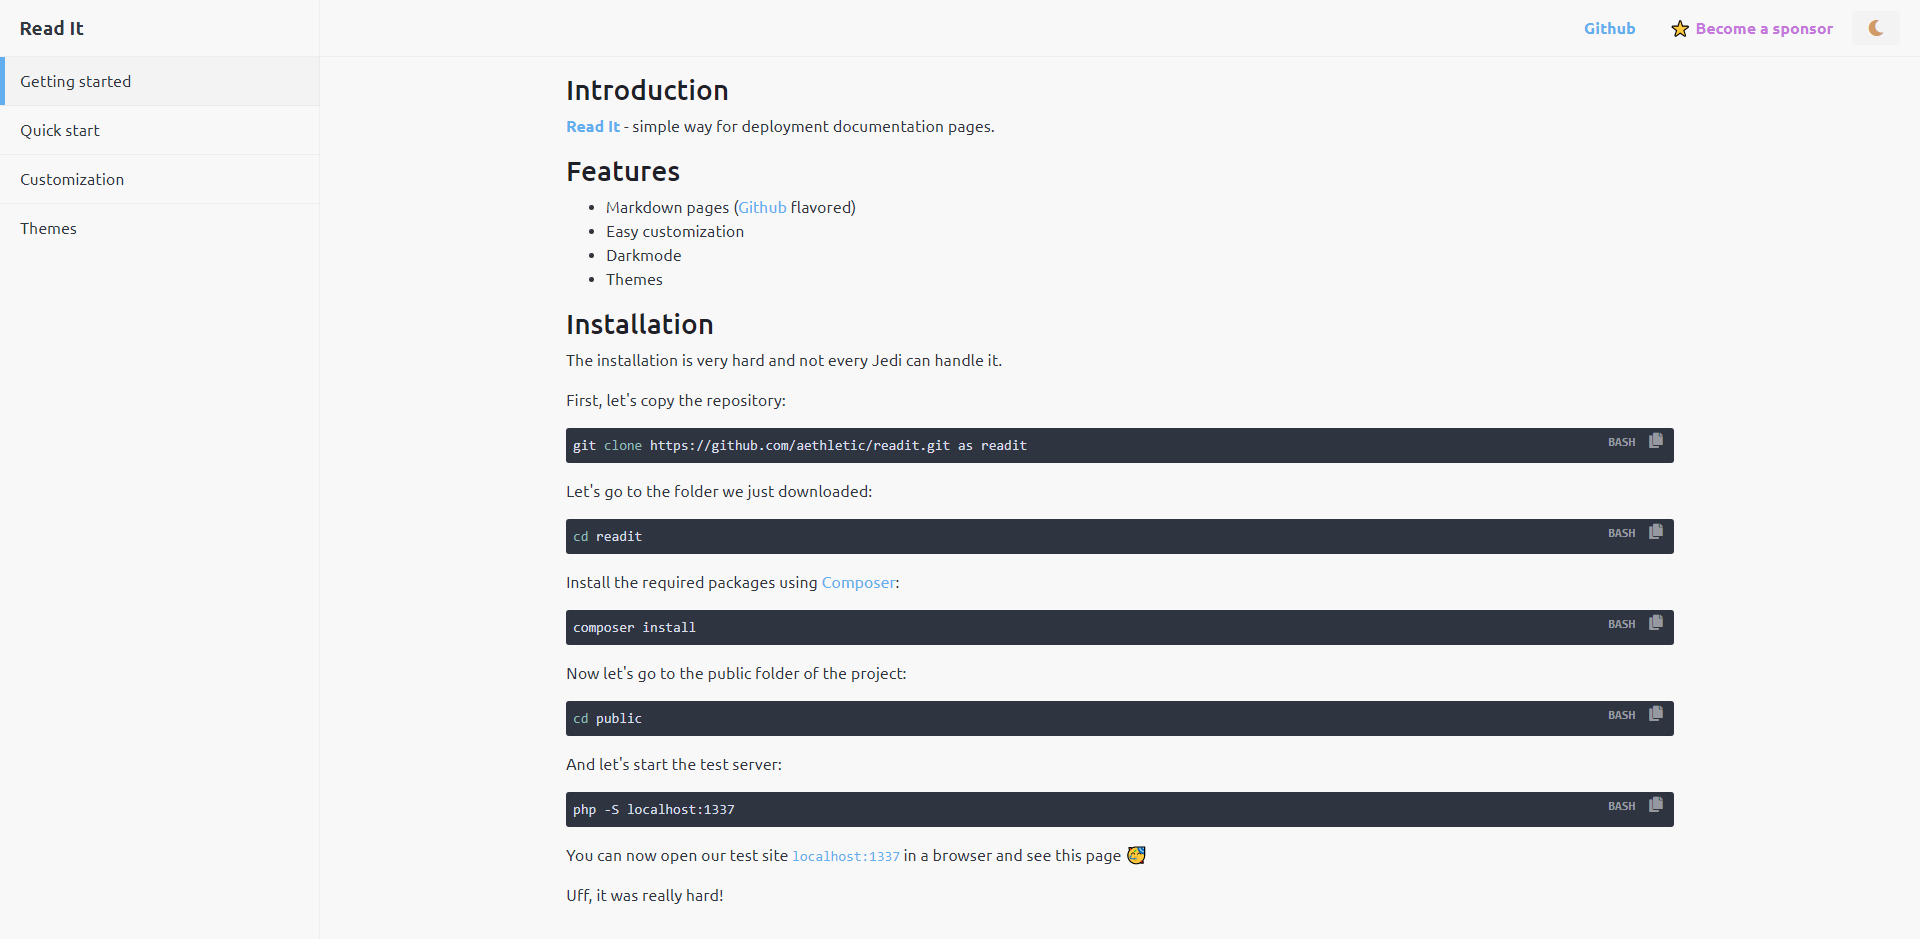 Read It
Github
Become a sponsor
Getting started
Quick start
Customization
Themes
Introduction
Read It - simple way for deployment documentation pages.
Features
Markdown pages (Github flavored)
Easy customization
Darkmode
Themes
Installation
The installation is very hard and not every Jedi can handle it.
First, let's copy the repository:
git clone https://github.com/aethletic/readit.git as readit
BASH
Let's go to the folder we just downloaded:
cd readit
BASH
Install the required packages using Composer:
composer install
BASH
Now let's go to the public folder of the project:
cd public
BASH
And let's start the test server:
php -S localhost:1337
BASH
You can now open our test site localhost:1337 in a browser and see this page 🥳
Uff, it was really hard!